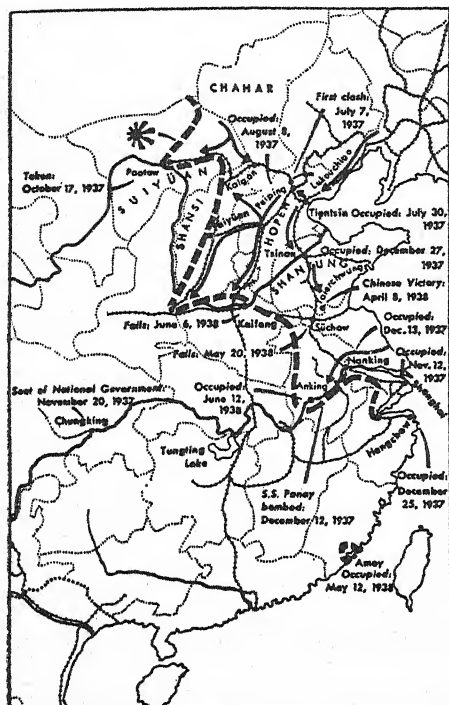 CHAHAR
First clash:
July 7,
1937
Occupied:
August 8,
1937
Taken:
October 17, 1937
Paotow
SUIYUAN
Kalgan
Peiping
Lukouchiao
SHANSI
Taiyüan
HOPEH
Tientsin Occupied: July 30,
1937
Tsinan
Occupied: December 27,
1937
SHANTUNG
Taierchwang
Chinese Victory:
April 8, 1938
Falls: June 6, 1938
Kaifeng
Occupied:
Dec. 13, 1937
Süchow
Falls: May 20, 1938
Nanking
Occupied:
Nov. 12,
1937
Shanghai
Seat of National Government:
November 20, 1937
Chungking
Occupied:
June 12,
1938
Anking
Hangchow
Tungting
Lake
S.S. Panay
bombed:
December 12, 1937
Occupied:
December
25, 1937
Amoy
Occupied:
May 12, 1938